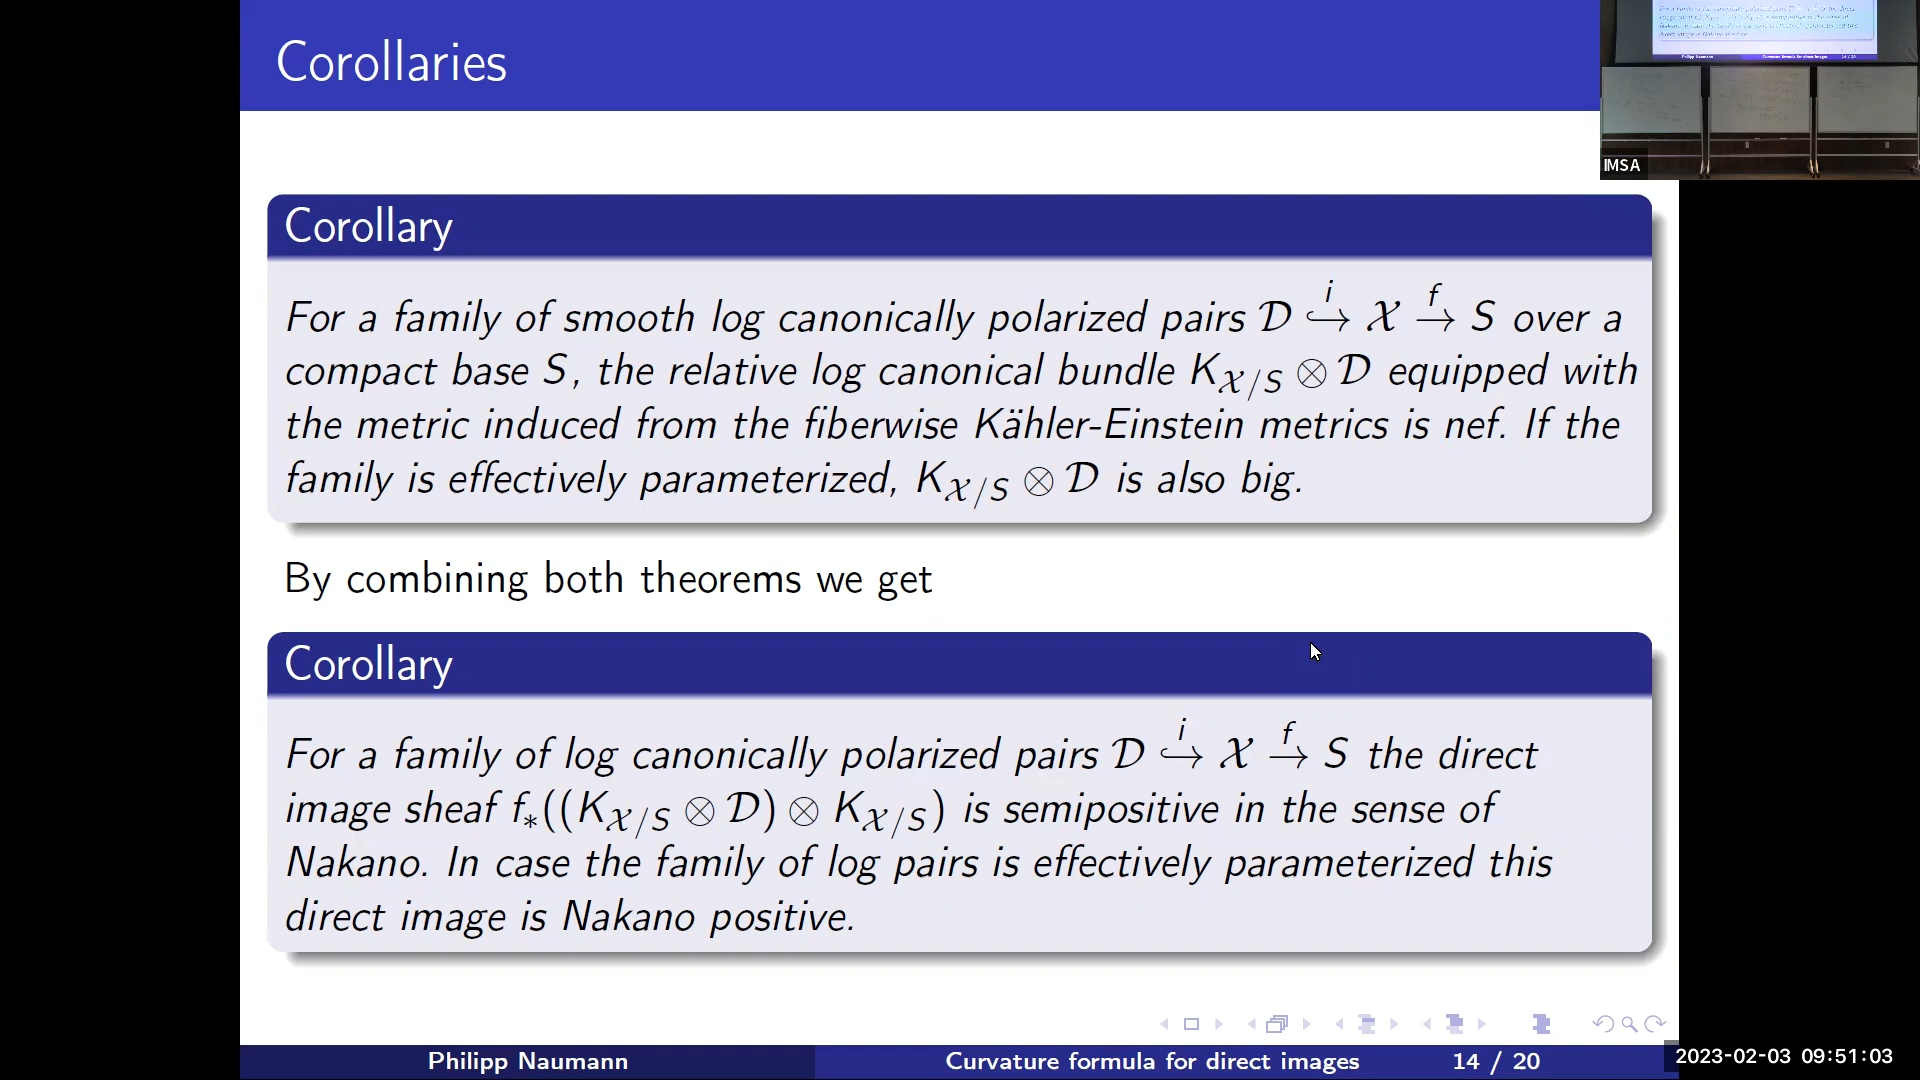 Corollaries
Corollary
For a family of smooth log canonically polarized pairs 𝒟 ↪ᶦ 𝒳 →ᶠ S over a
compact base S, the relative log canonical bundle K_{𝒳/S} ⊗ 𝒟 equipped with
the metric induced from the fiberwise Kähler-Einstein metrics is nef. If the
family is effectively parameterized, K_{𝒳/S} ⊗ 𝒟 is also big.
By combining both theorems we get
Corollary
For a family of log canonically polarized pairs 𝒟 ↪ᶦ 𝒳 →ᶠ S the direct
image sheaf f_*((K_{𝒳/S} ⊗ 𝒟) ⊗ K_{𝒳/S}) is semipositive in the sense of
Nakano. In case the family of log pairs is effectively parameterized this
direct image is Nakano positive.
Philipp Naumann
Curvature formula for direct images
14 / 20
IMSA
2023-02-03 09:51:03